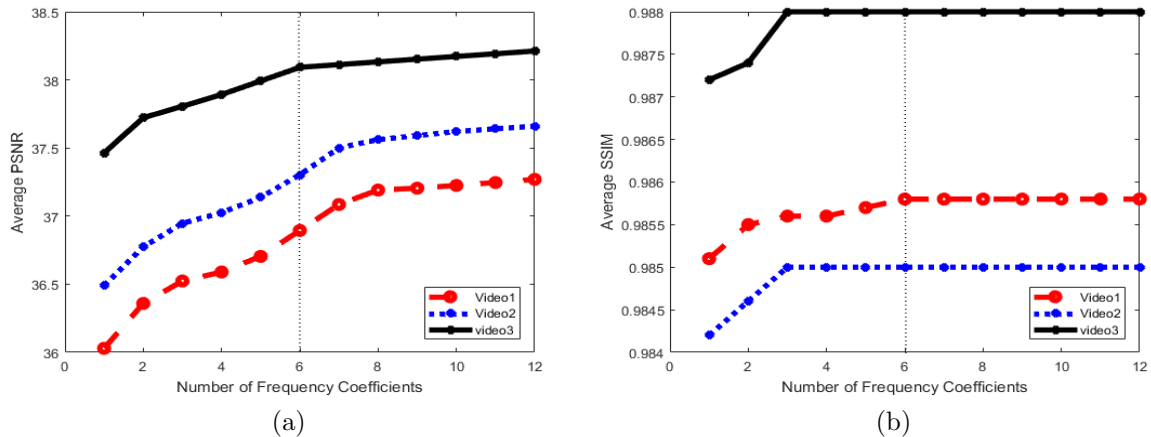 38.5
38
37.5
37
36.5
36
Average PSNR
0 2 4 6 8 10 12
Number of Frequency Coefficients
Video1
Video2
video3
(a)
0.988
0.9875
0.987
0.9865
0.986
0.9855
0.985
0.9845
0.984
Average SSIM
0 2 4 6 8 10 12
Number of Frequency Coefficients
Video1
Video2
video3
(b)